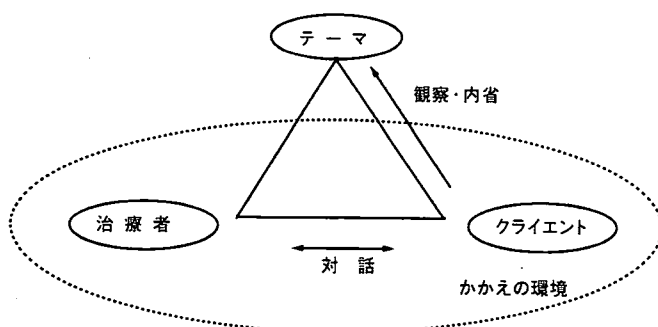 テーマ
観察・内省
治療者
クライエント
対話
かかえの環境